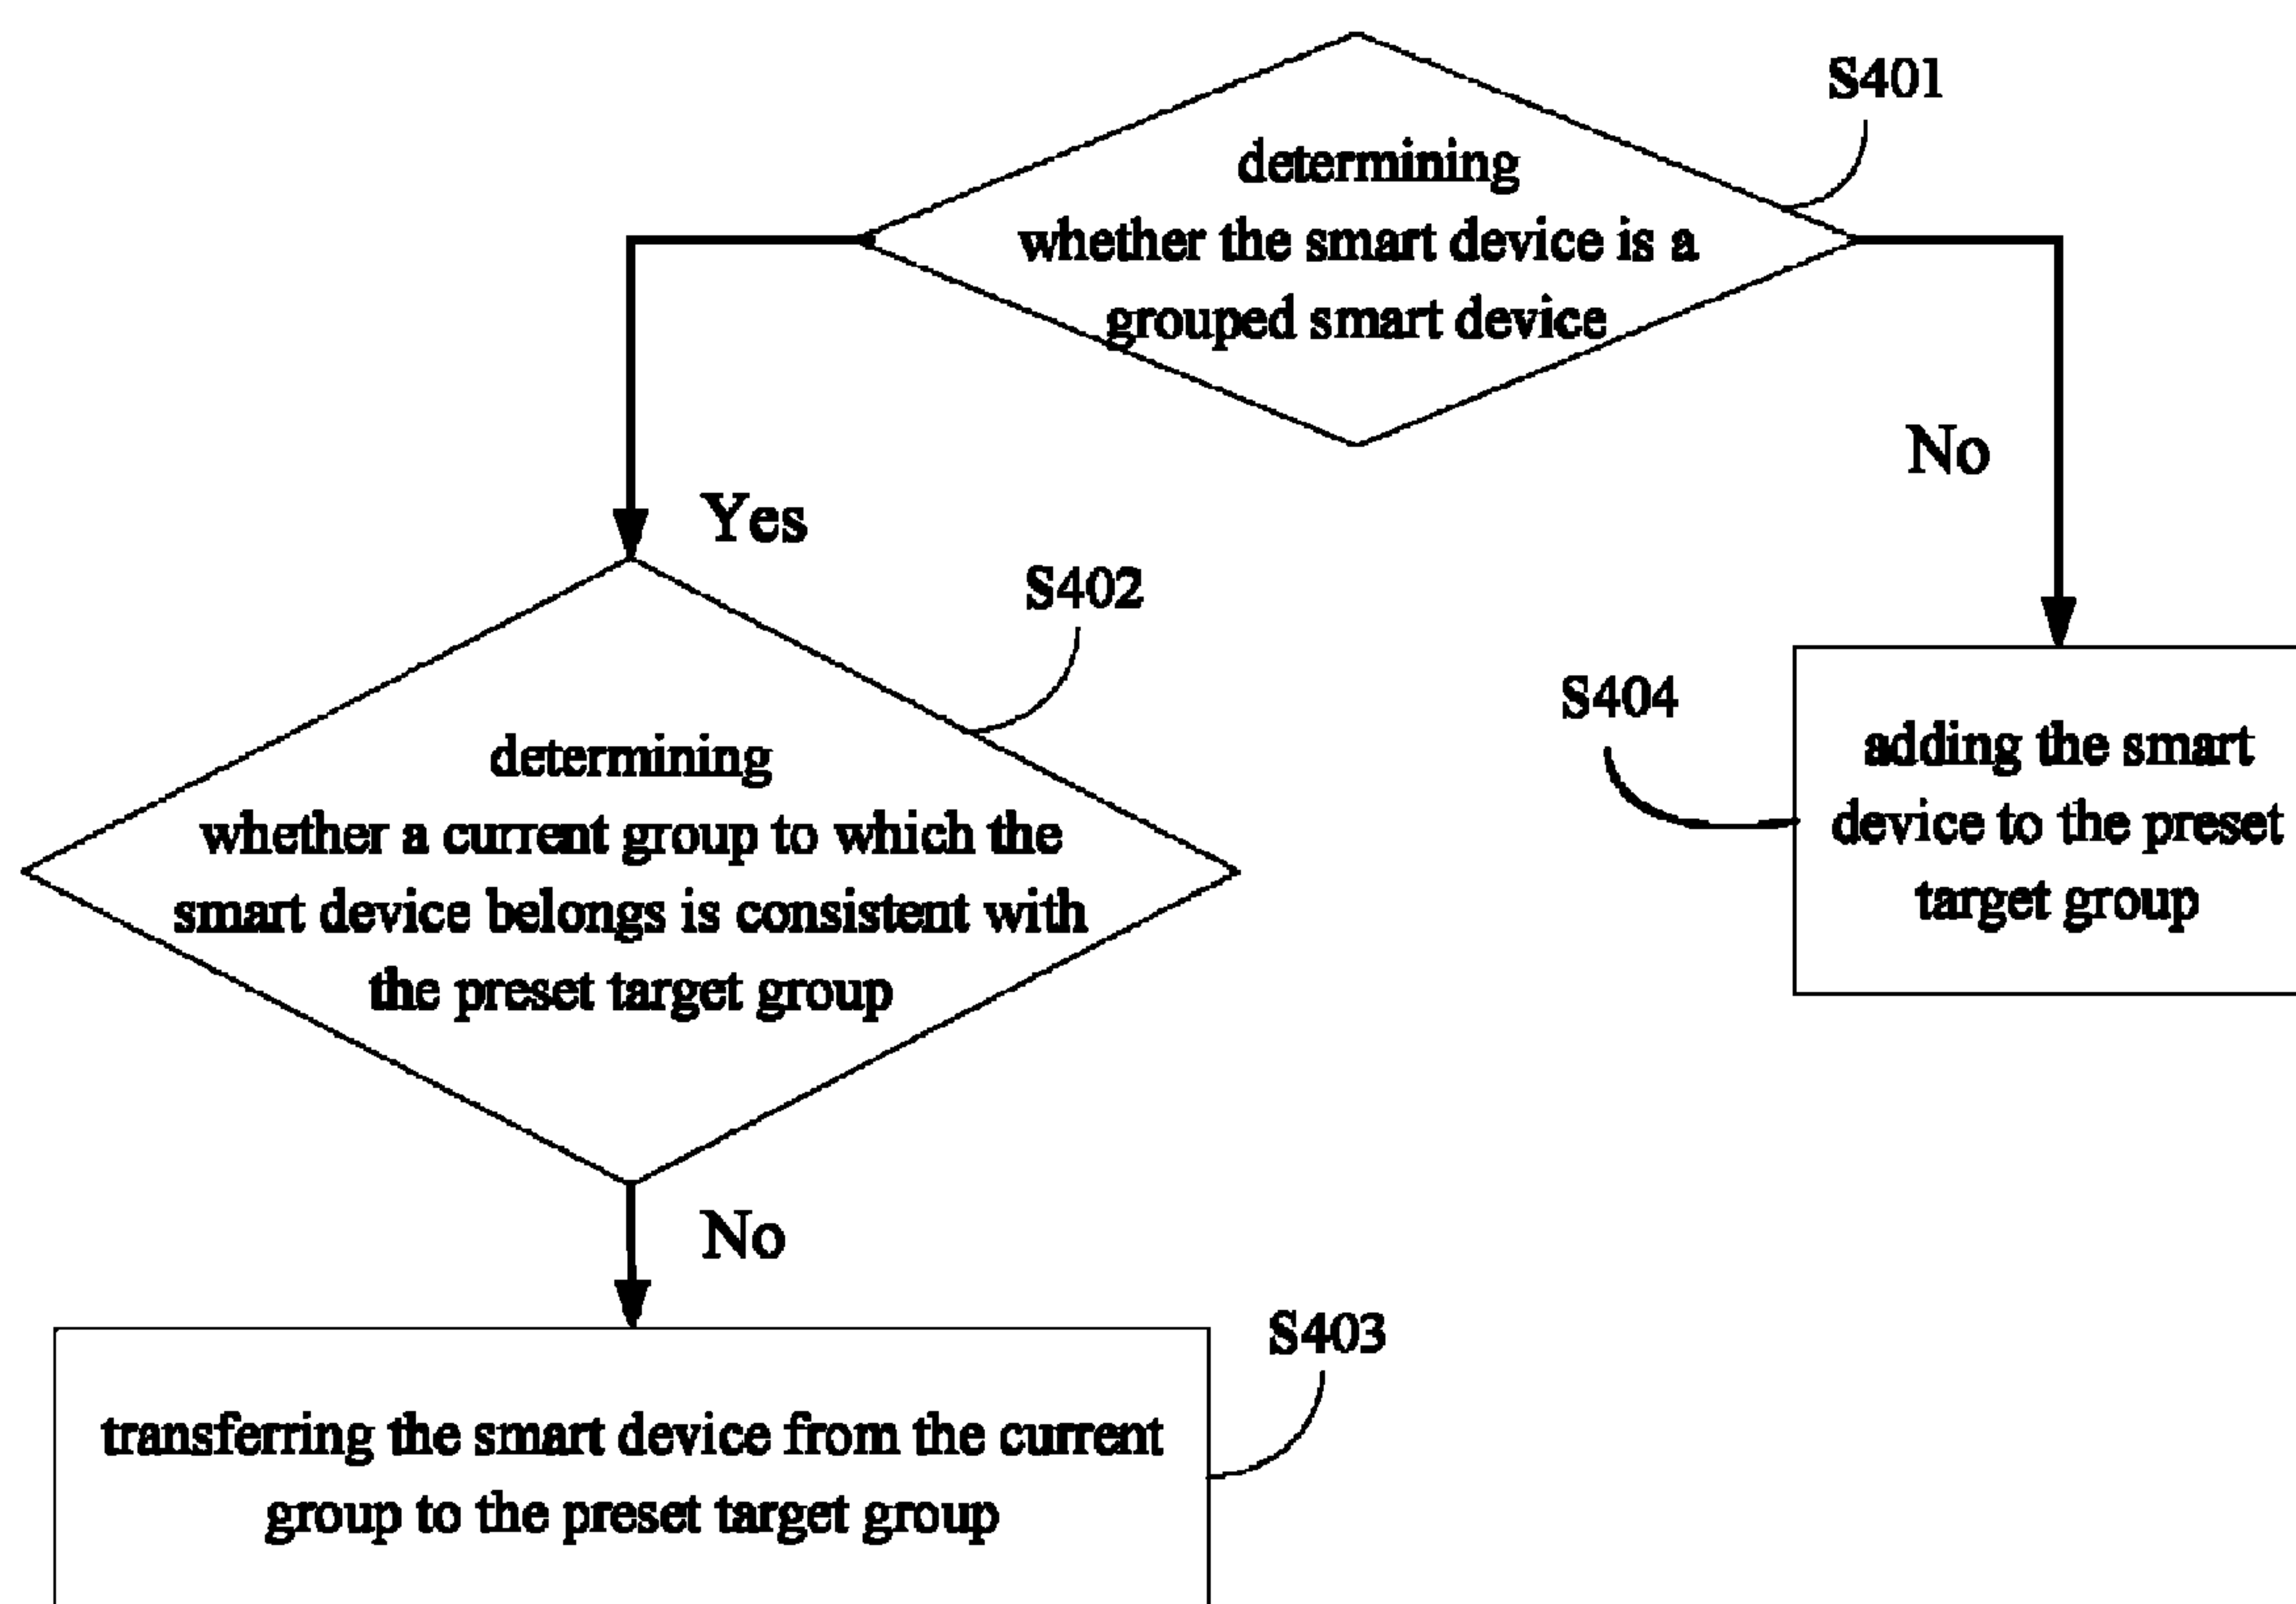 S401
determining
whether the smart device is a
grouped smart device
No
Yes
S402
determining
whether a current group to which the
smart device belongs is consistent with
the preset target group
S404
adding the smart
device to the preset
target group
No
S403
transferring the smart device from the current
group to the preset target group